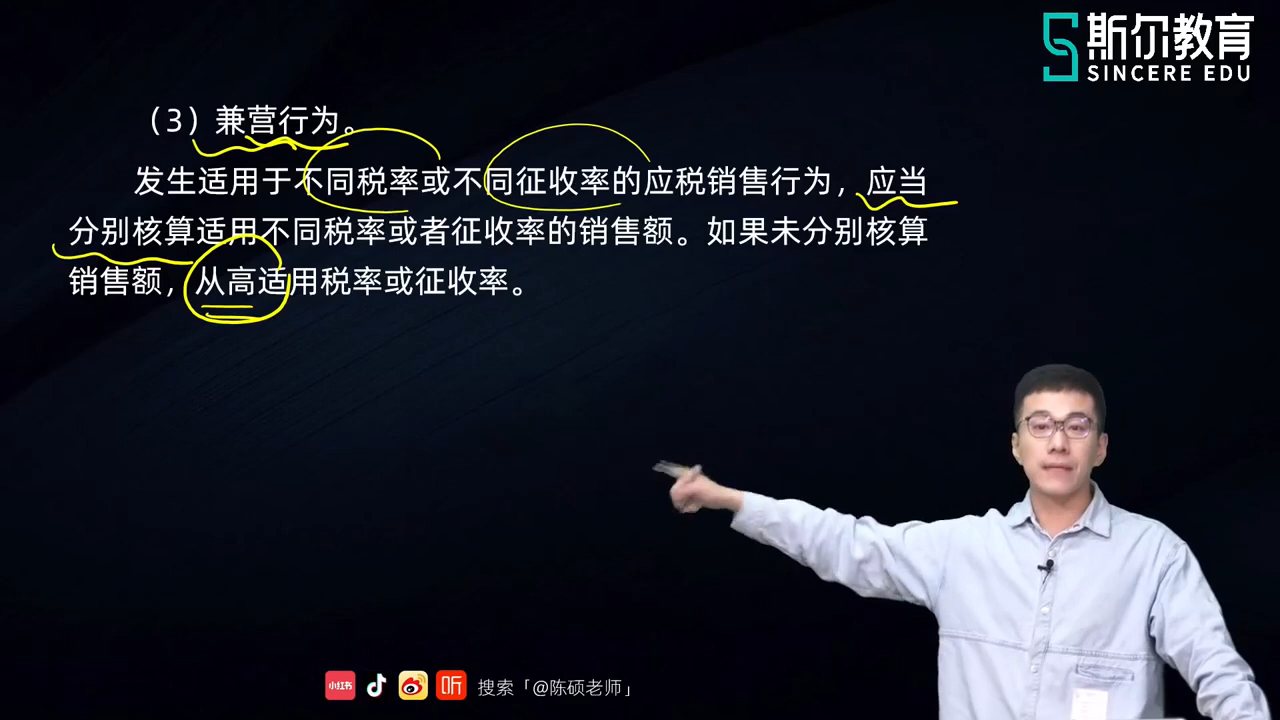 斯尔教育
SINCERE EDU
（3）兼营行为。
发生适用于不同税率或不同征收率的应税销售行为，应当
分别核算适用不同税率或者征收率的销售额。如果未分别核算
销售额，从高适用税率或征收率。
小红书 听 搜索「@陈硕老师」